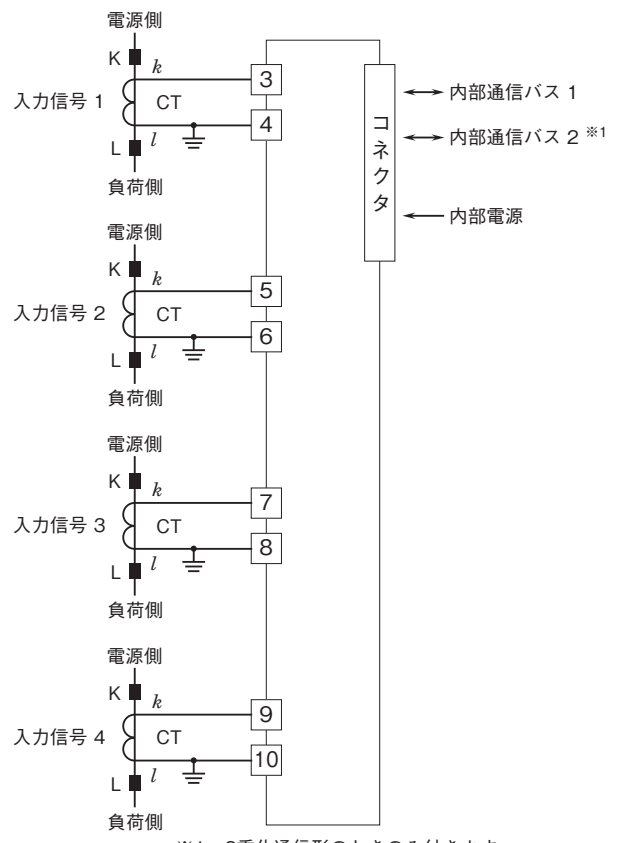 電源側
K
k
3
入力信号 1
CT
4
L
l
負荷側
コネクタ
内部通信バス 1
内部通信バス 2 ※1
内部電源
電源側
K
k
5
入力信号 2
CT
6
L
l
負荷側
電源側
K
k
7
入力信号 3
CT
8
L
l
負荷側
電源側
K
k
9
入力信号 4
CT
10
L
l
負荷側